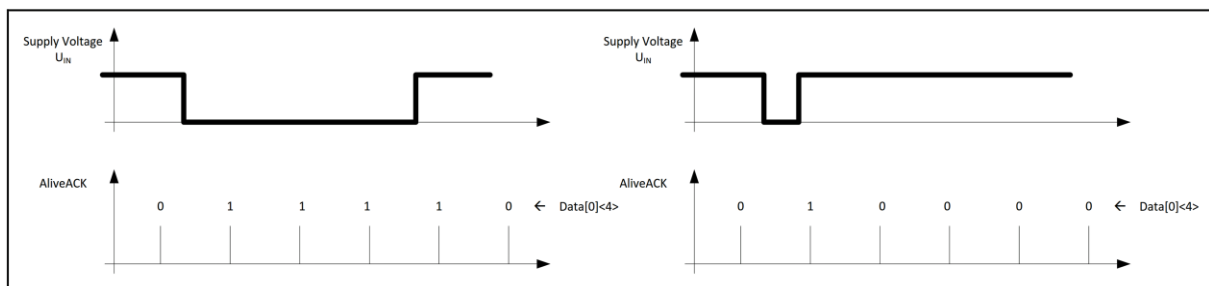 Supply Voltage
U_IN
Supply Voltage
U_IN
AliveACK
0 1 1 1 1 0 ← Data[0]<4>
AliveACK
0 1 0 0 0 0 ← Data[0]<4>